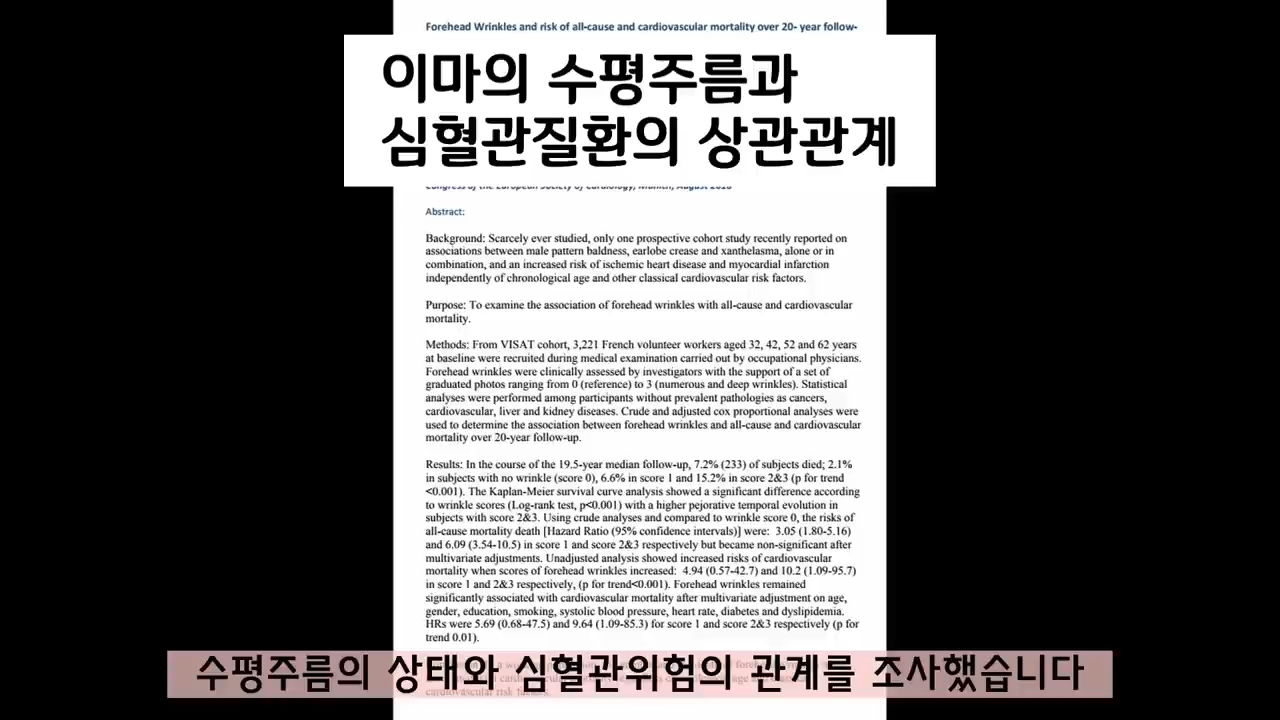 Forehead Wrinkles and risk of all-cause and cardiovascular mortality over 20- year follow-
이마의 수평주름과
심혈관질환의 상관관계
Congress of the European Society of Cardiology, Munich, August 2018
Abstract:
Background: Scarcely ever studied, only one prospective cohort study recently reported on
associations between male pattern baldness, earlobe crease and xanthelasma, alone or in
combination, and an increased risk of ischemic heart disease and myocardial infarction
independently of chronological age and other classical cardiovascular risk factors.
Purpose: To examine the association of forehead wrinkles with all-cause and cardiovascular
mortality.
Methods: From VISAT cohort, 3,221 French volunteer workers aged 32, 42, 52 and 62 years
at baseline were recruited during medical examination carried out by occupational physicians.
Forehead wrinkles were clinically assessed by investigators with the support of a set of
graduated photos ranging from 0 (reference) to 3 (numerous and deep wrinkles). Statistical
analyses were performed among participants without prevalent pathologies as cancers,
cardiovascular, liver and kidney diseases. Crude and adjusted cox proportional analyses were
used to determine the association between forehead wrinkles and all-cause and cardiovascular
mortality over 20-year follow-up.
Results: In the course of the 19.5-year median follow-up, 7.2% (233) of subjects died; 2.1%
in subjects with no wrinkle (score 0), 6.6% in score 1 and 15.2% in score 2&3 (p for trend
<0.001). The Kaplan-Meier survival curve analysis showed a significant difference according
to wrinkle scores (Log-rank test, p<0.001) with a higher pejorative temporal evolution in
subjects with score 2&3. Using crude analyses and compared to wrinkle score 0, the risks of
all-cause mortality death [Hazard Ratio (95% confidence intervals)] were: 3.05 (1.80-5.16)
and 6.09 (3.54-10.5) in score 1 and score 2&3 respectively but became non-significant after
multivariate adjustments. Unadjusted analysis showed increased risks of cardiovascular
mortality when scores of forehead wrinkles increased: 4.94 (0.57-42.7) and 10.2 (1.09-95.7)
in score 1 and 2&3 respectively, (p for trend<0.001). Forehead wrinkles remained
significantly associated with cardiovascular mortality after multivariate adjustment on age,
gender, education, smoking, systolic blood pressure, heart rate, diabetes and dyslipidemia.
HRs were 5.69 (0.68-47.5) and 9.64 (1.09-85.3) for score 1 and score 2&3 respectively (p for
trend 0.01).
수평주름의 상태와 심혈관위험의 관계를 조사했습니다
cardiovascular risk factors.